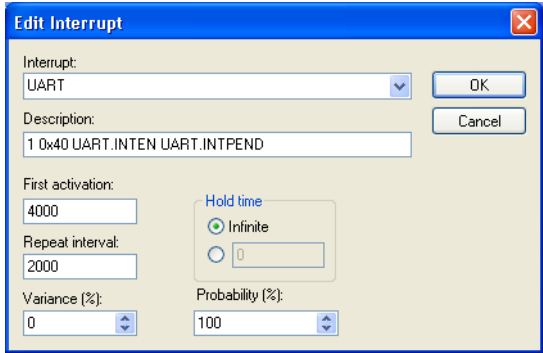 Edit Interrupt
Interrupt:
UART
OK
Description:
Cancel
1 0x40 UART.INTEN UART.INTPEND
First activation:
4000
Hold time
Infinite
Repeat interval:
0
2000
Variance (%):
Probability (%):
0
100